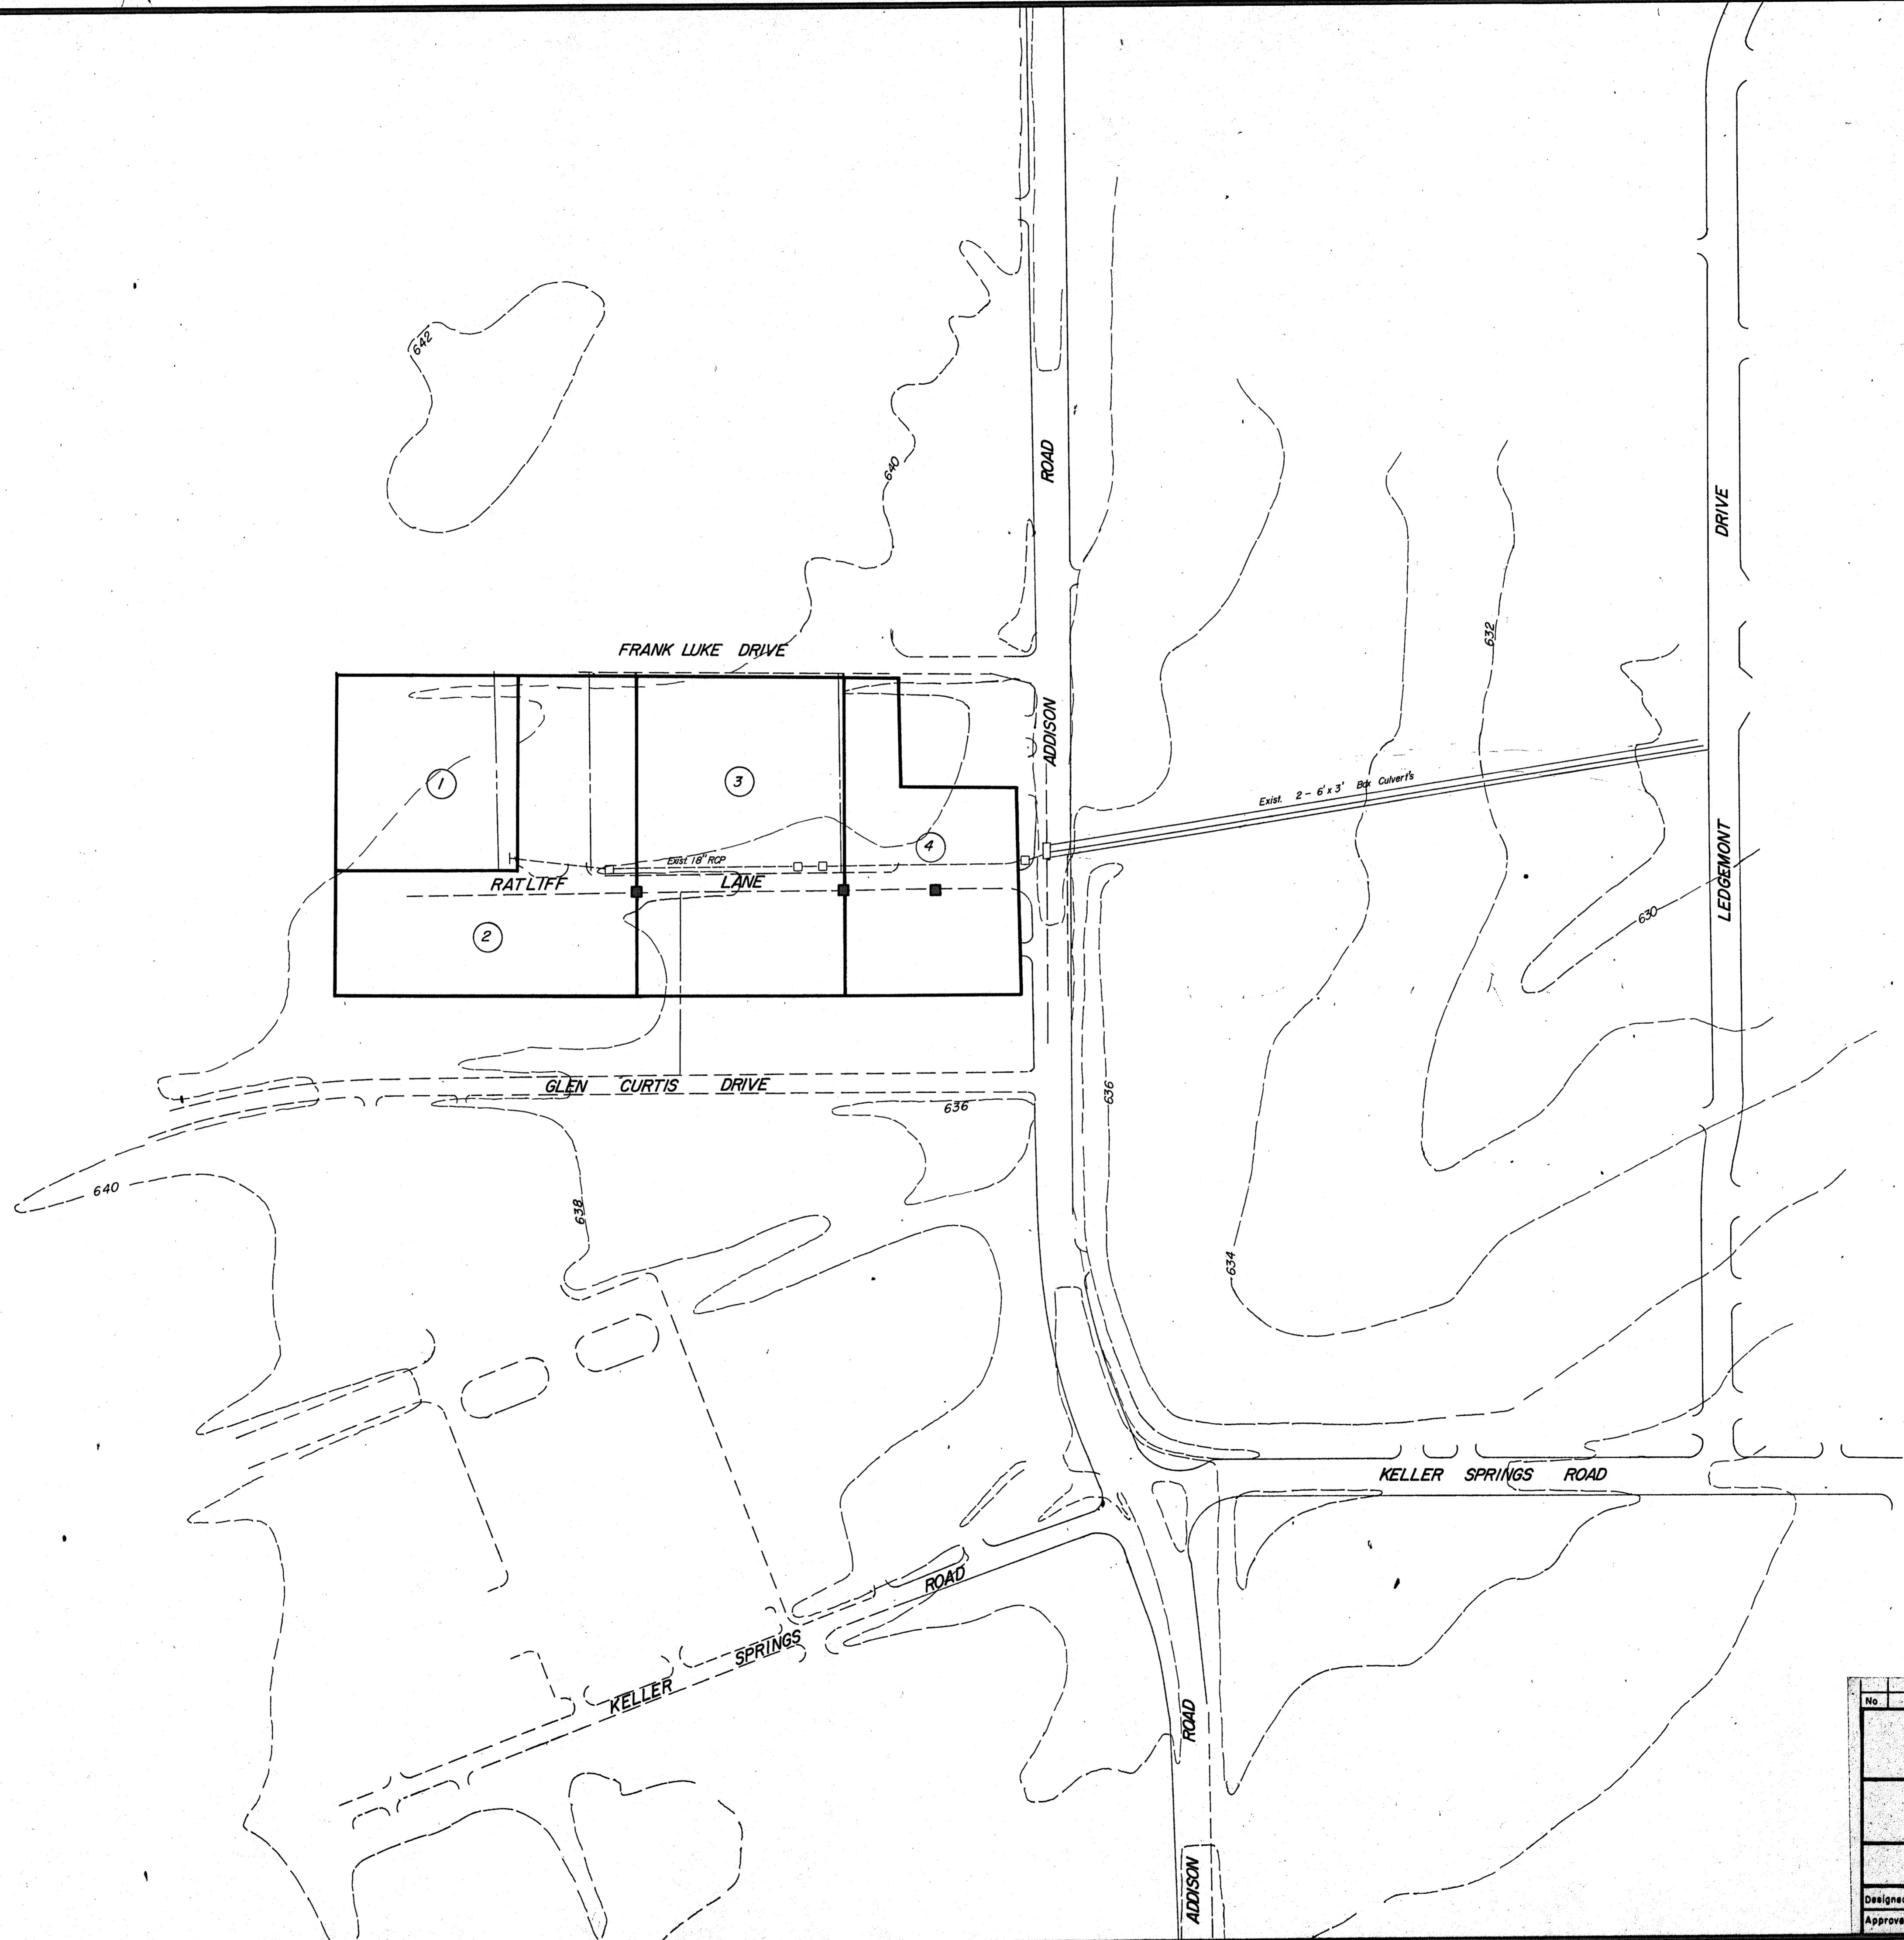 642
640
ROAD
DRIVE
632
FRANK LUKE DRIVE
ADDISON
1
3
Exist. 2 - 6' x 3' Box Culvert's
4
Exist. 18" RCP
RATLIFF LANE
LEDGEMONT
630
2
GLEN CURTIS DRIVE
636
636
640
638
634
KELLER SPRINGS ROAD
KELLER SPRINGS ROAD
ROAD
ADDISON
No.
Designed
Approve